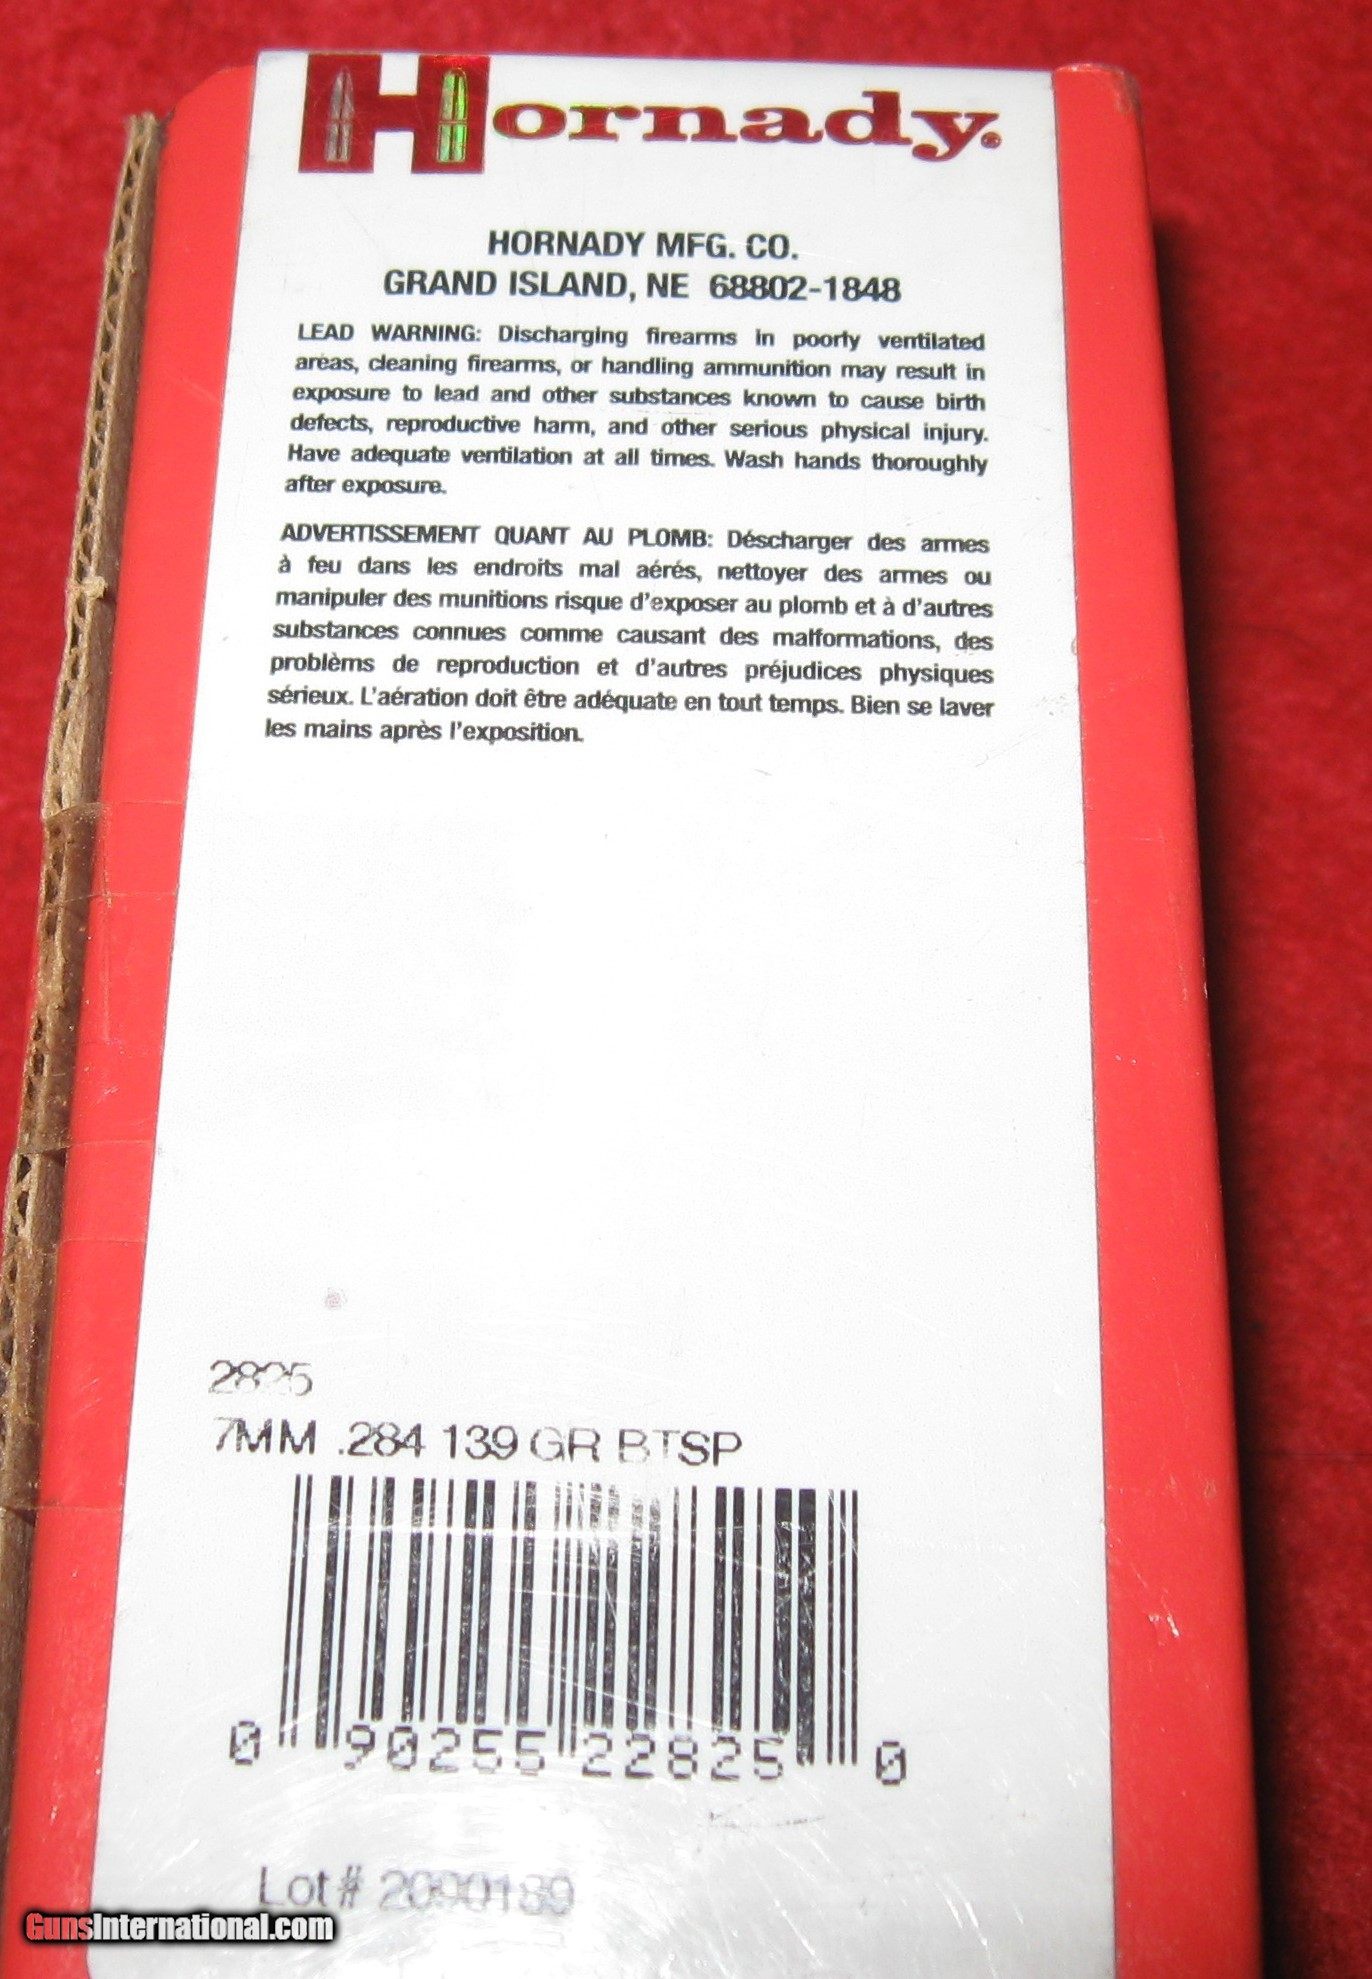 Hornady.
HORNADY MFG. CO.
GRAND ISLAND, NE 68802-1848
LEAD WARNING: Discharging firearms in poorly ventilated
areas, cleaning firearms, or handling ammunition may result in
exposure to lead and other substances known to cause birth
defects, reproductive harm, and other serious physical injury.
Have adequate ventilation at all times. Wash hands thoroughly
after exposure.
ADVERTISSEMENT QUANT AU PLOMB: Déscharger des armes
à feu dans les endroits mal aérés, nettoyer des armes ou
manipuler des munitions risque d'exposer au plomb et à d'autres
substances connues comme causant des malformations, des
problèms de reproduction et d'autres préjudices physiques
sérieux. L'aération doit être adéquate en tout temps. Bien se laver
les mains après l'exposition.
2825
7MM .284 139 GR BTSP
0 90255 22825 0
Lot#
GunsInternational.com